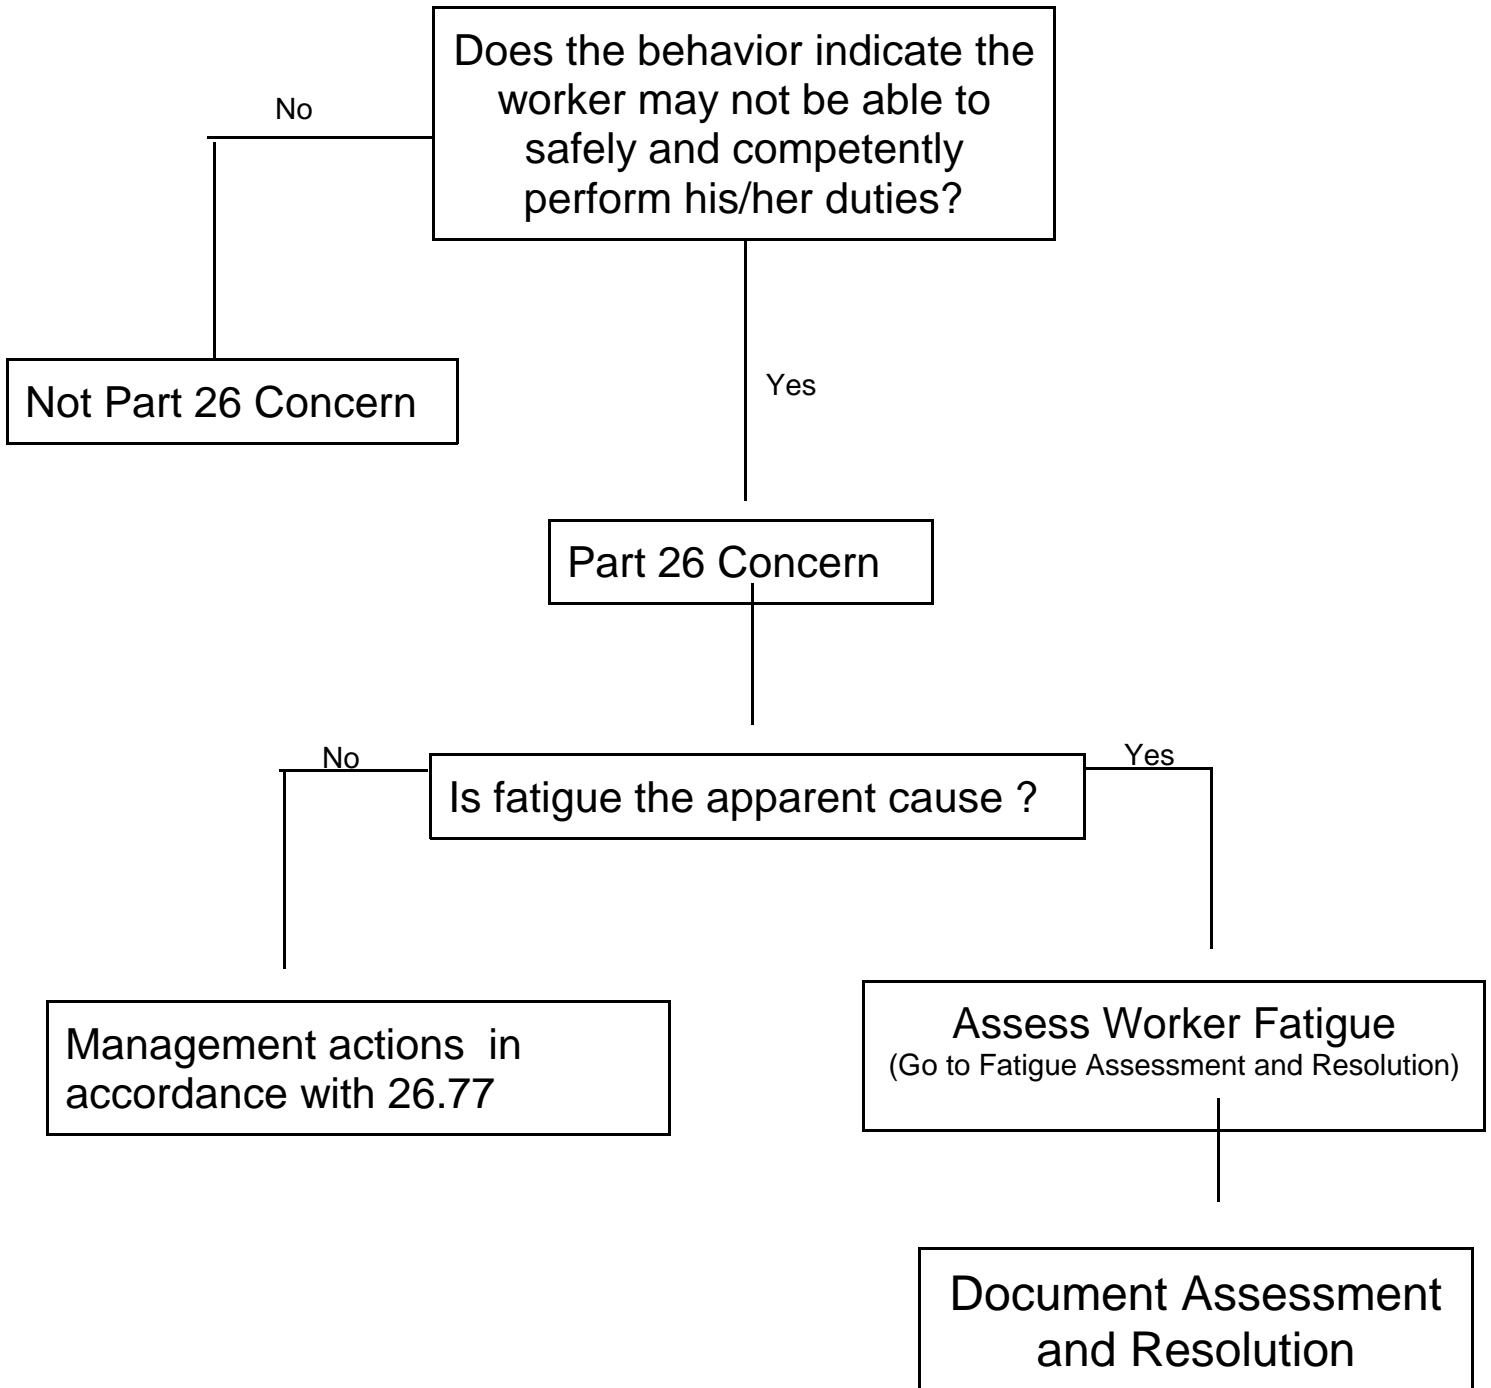 Does the behavior indicate the
worker may not be able to
safely and competently
perform his/her duties?
No
Not Part 26 Concern
Yes
Part 26 Concern
No
Yes
Is fatigue the apparent cause ?
Management actions  in
accordance with 26.77
Assess Worker Fatigue
(Go to Fatigue Assessment and Resolution)
Document Assessment
and Resolution